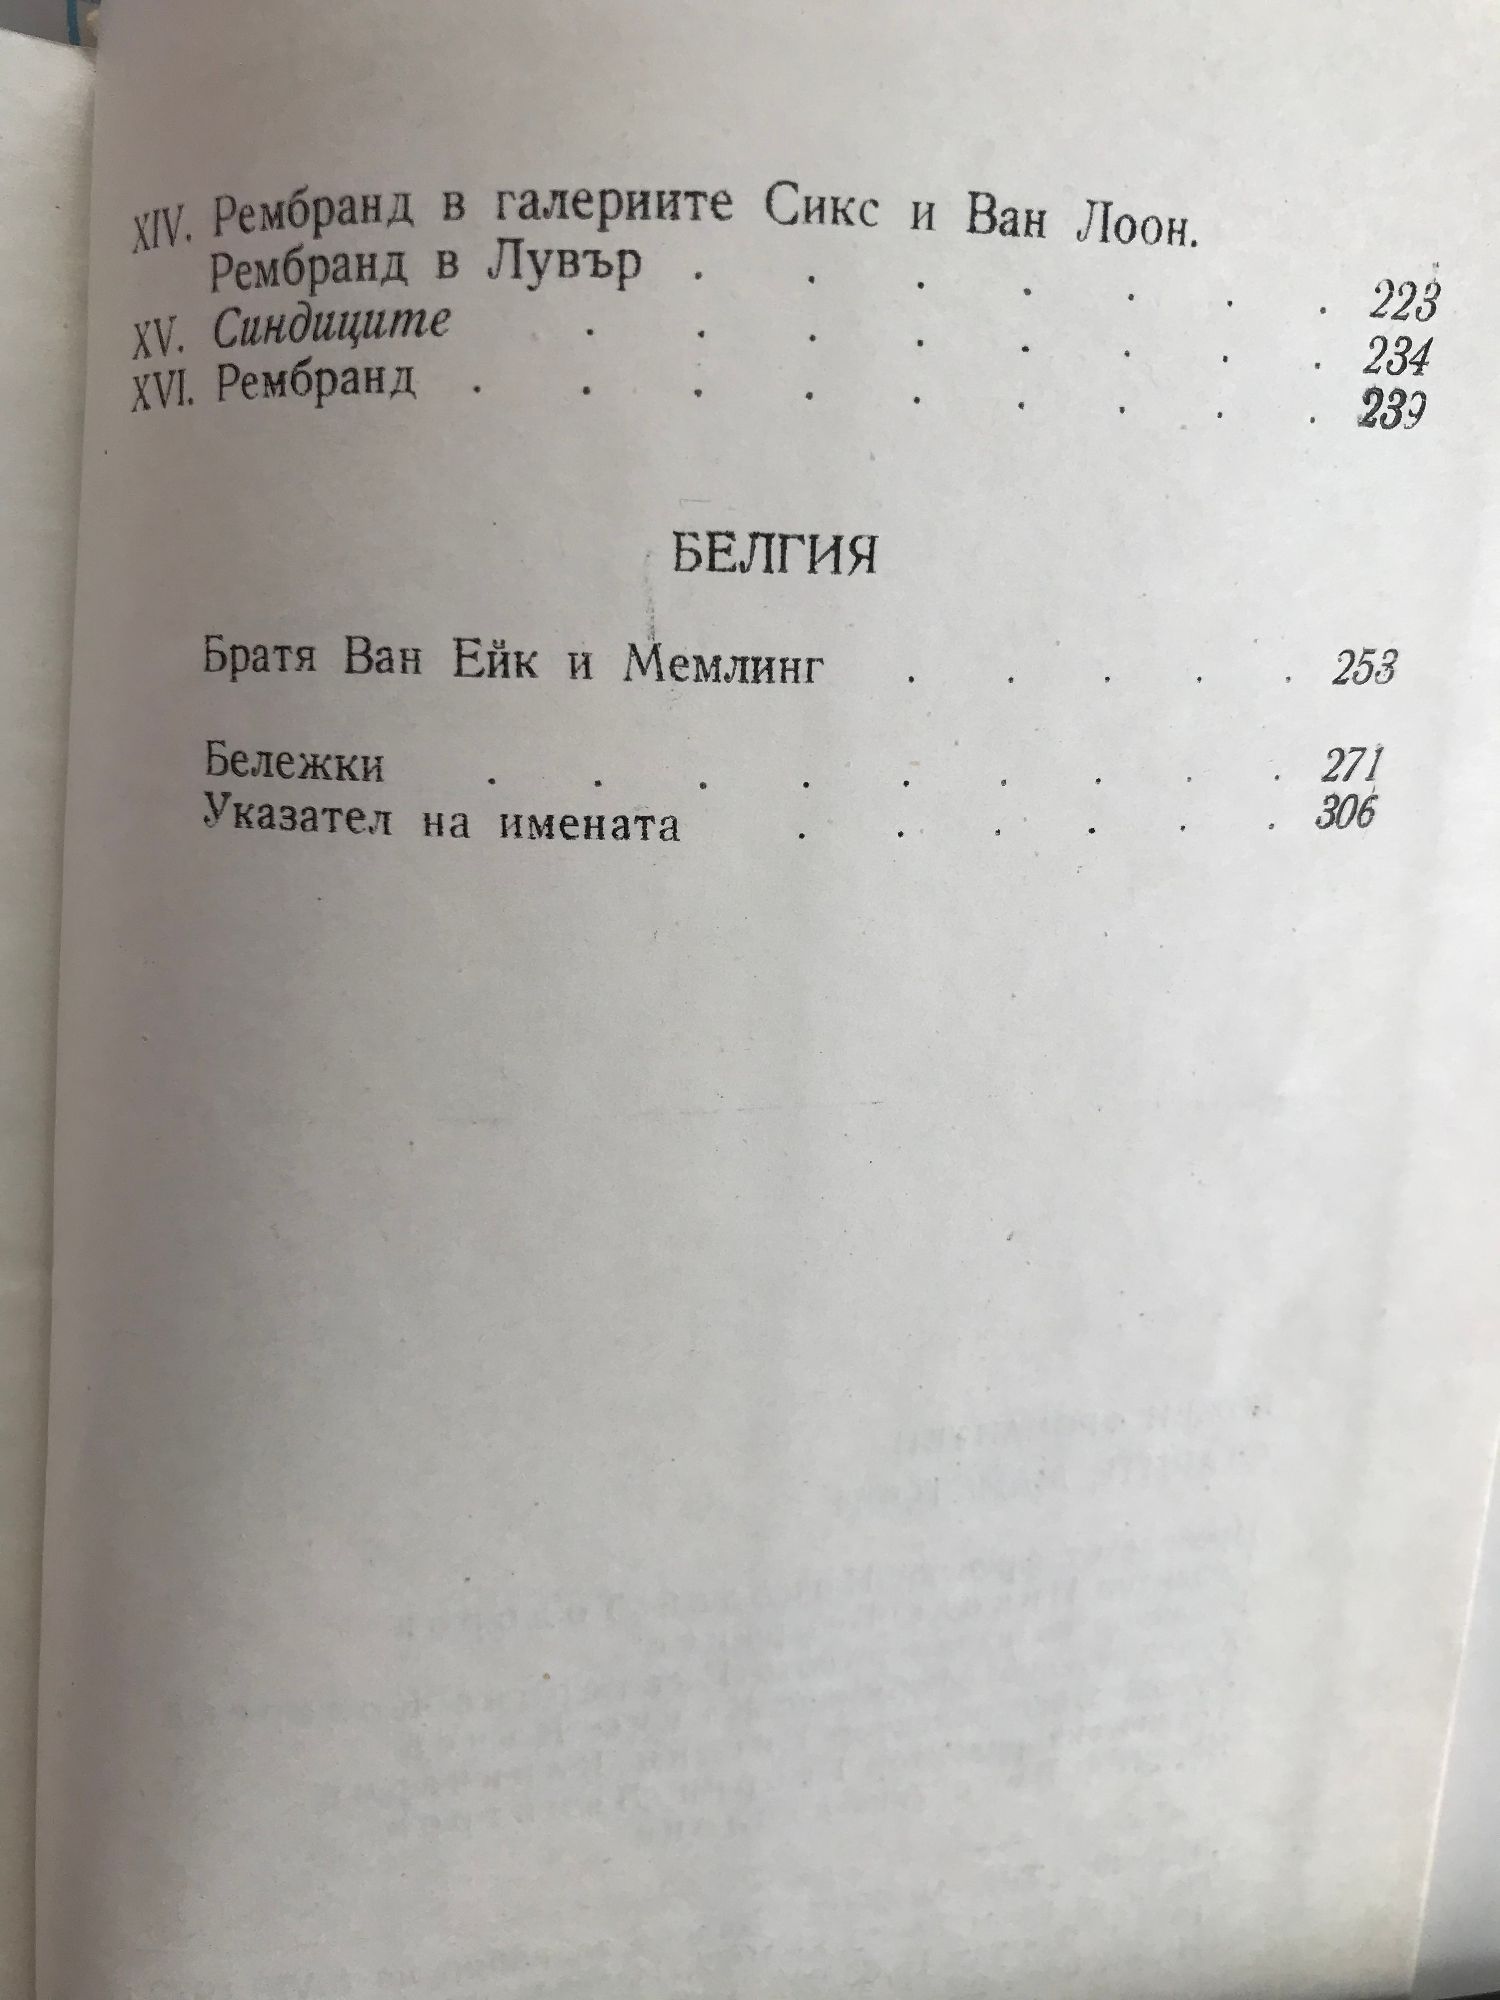 XIV. Рембранд в галериите Сикс и Ван Лоон.
Рембранд в Лувър . . . . . . . 223
XV. Синдиците . . . . . . . . 234
XVI. Рембранд . . . . . . . . . 239
БЕЛГИЯ
Братя Ван Ейк и Мемлинг . . . . . 253
Бележки . . . . . . . . . 271
Указател на имената . . . . . . 306